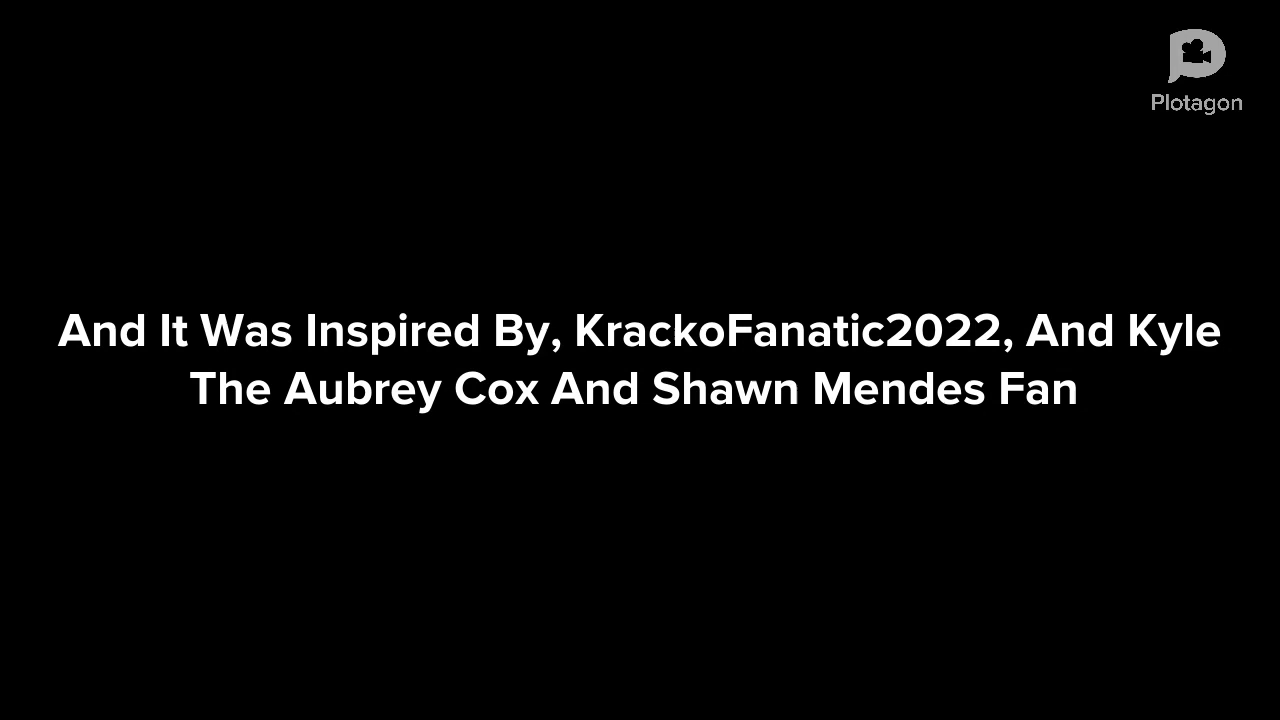 Plotagon
And It Was Inspired By, KrackoFanatic2022, And Kyle
The Aubrey Cox And Shawn Mendes Fan